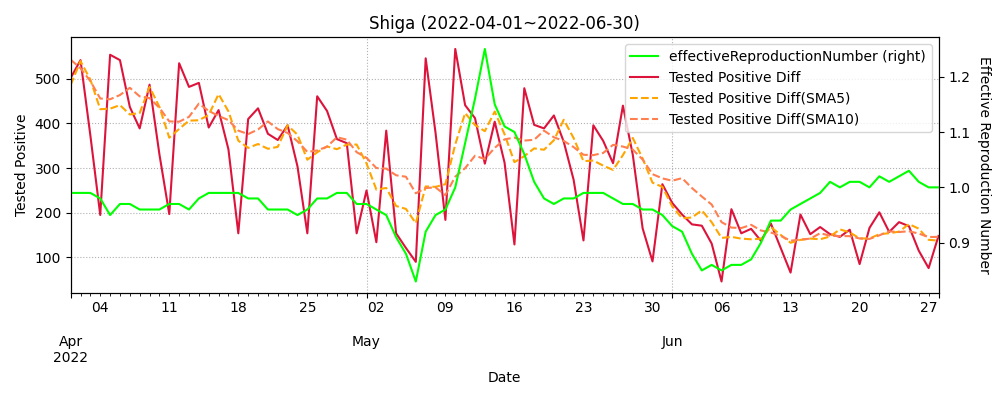 Shiga (2022-04-01~2022-06-30)
effectiveReproductionNumber (right)
Tested Positive Diff
Tested Positive Diff(SMA5)
Tested Positive Diff(SMA10)
Tested Positive
500
400
300
200
100
Effective Reproduction Number
1.2
1.1
1.0
0.9
04 11 18 25 02 09 16 23 30 06 13 20 27
Apr May Jun
2022
Date